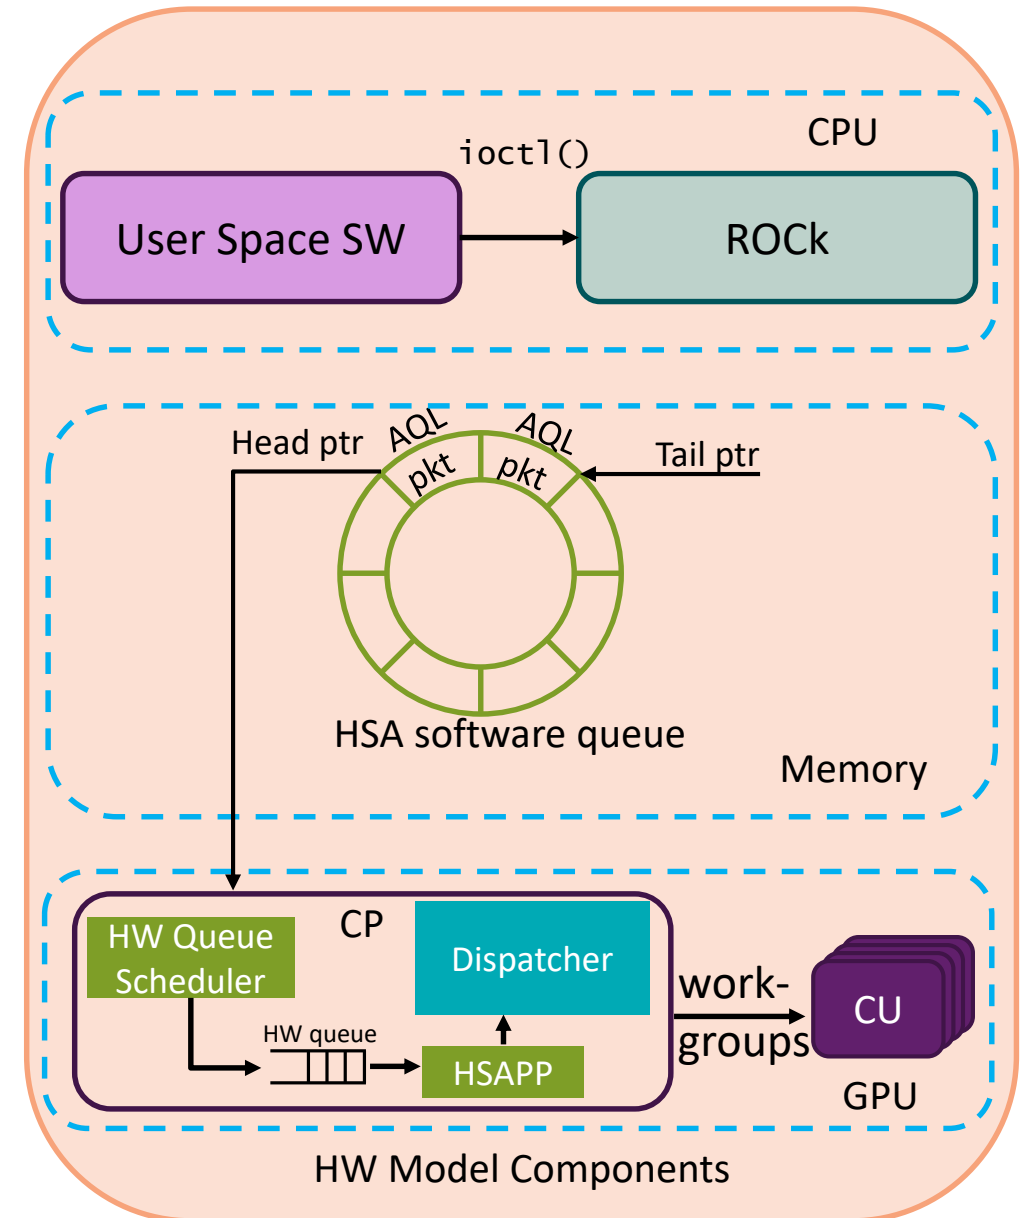 CPU
ioctl()
User Space SW
ROCk
Head ptr
AQL
pkt
AQL
pkt
Tail ptr
HSA software queue
Memory
CP
HW Queue
Scheduler
Dispatcher
HW queue
HSAPP
work-
groups
CU
GPU
HW Model Components